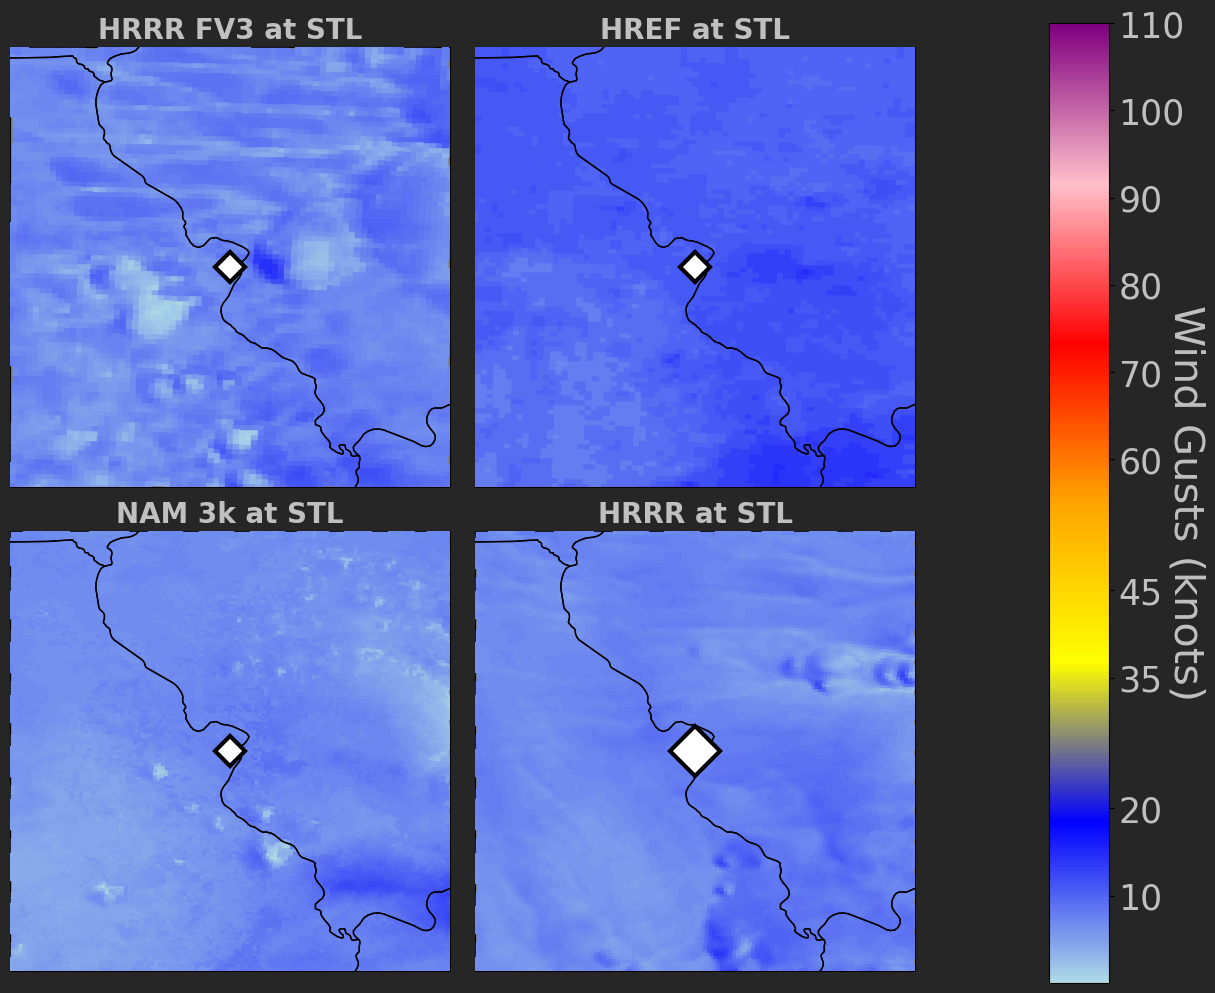 HRRR FV3 at STL
HREF at STL
NAM 3k at STL
HRRR at STL
110
100
90
80
70
60
45
35
20
10
Wind Gusts (knots)